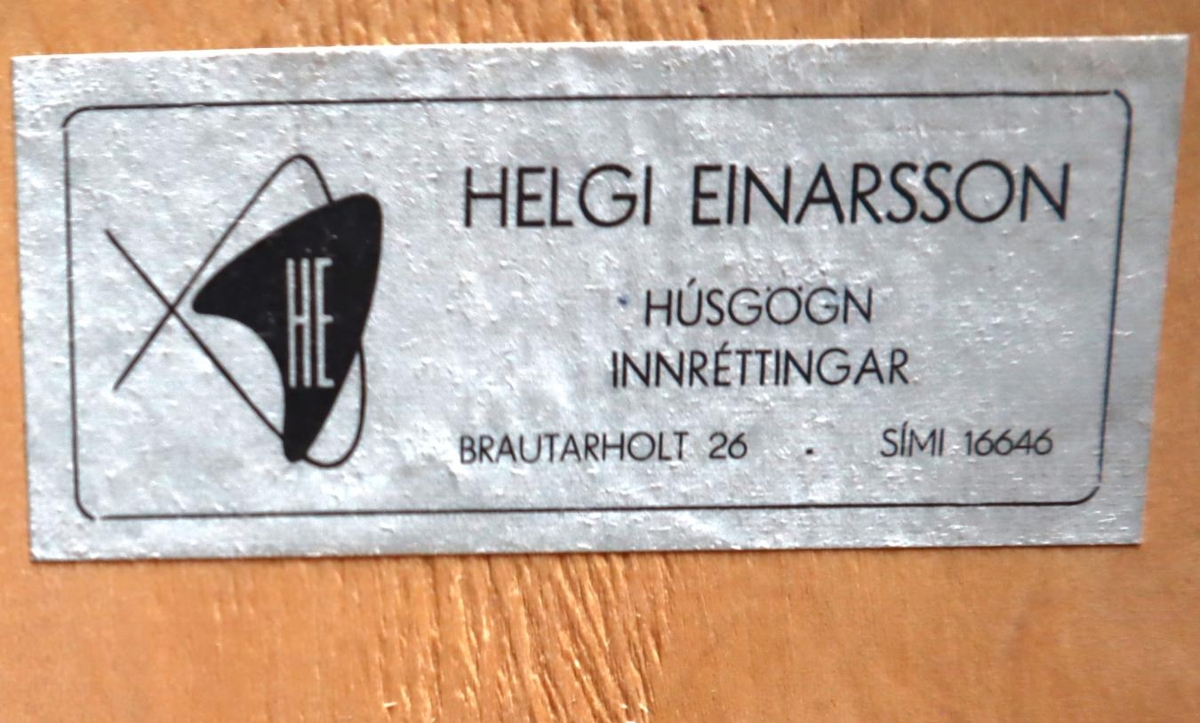 HE
HELGI EINARSSON
HÚSGÖGN
INNRÉTTINGAR
BRAUTARHOLT 26 . SÍMI 16646